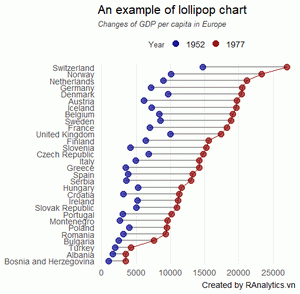 An example of lollipop chart
Changes of GDP per capita in Europe
Year 1952 1977
Switzerland
Norway
Netherlands
Germany
Denmark
Austria
Iceland
Belgium
Sweden
France
United Kingdom
Finland
Slovenia
Czech Republic
Italy
Greece
Spain
Serbia
Hungary
Croatia
Ireland
Slovak Republic
Portugal
Montenegro
Poland
Romania
Bulgaria
Turkey
Albania
Bosnia and Herzegovina
0 5000 10000 15000 20000 25000
Created by RAnalytics.vn